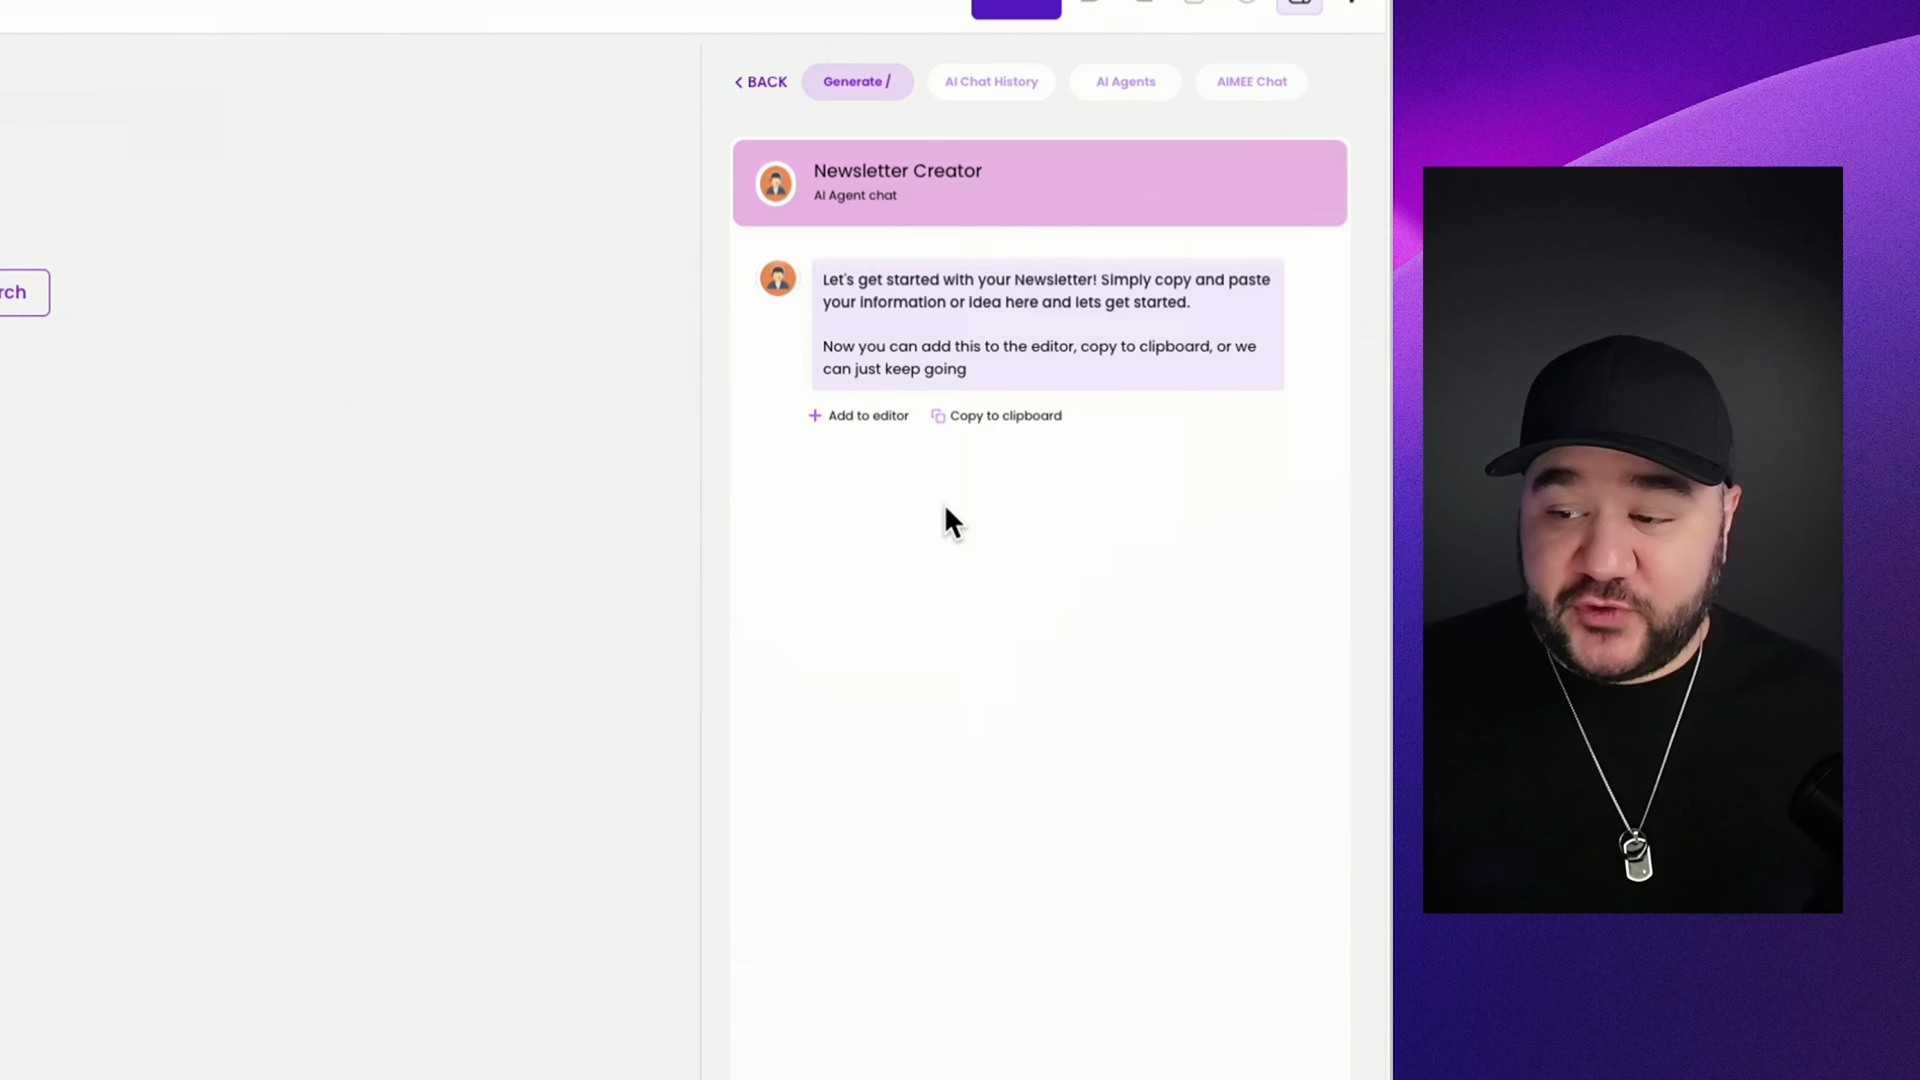 BACK
Generate /
AI Chat History
AI Agents
AIMEE Chat
Newsletter Creator
AI Agent chat
rch
Let's get started with your Newsletter! Simply copy and paste
your information or idea here and lets get started.
Now you can add this to the editor, copy to clipboard, or we
can just keep going
Add to editor
Copy to clipboard